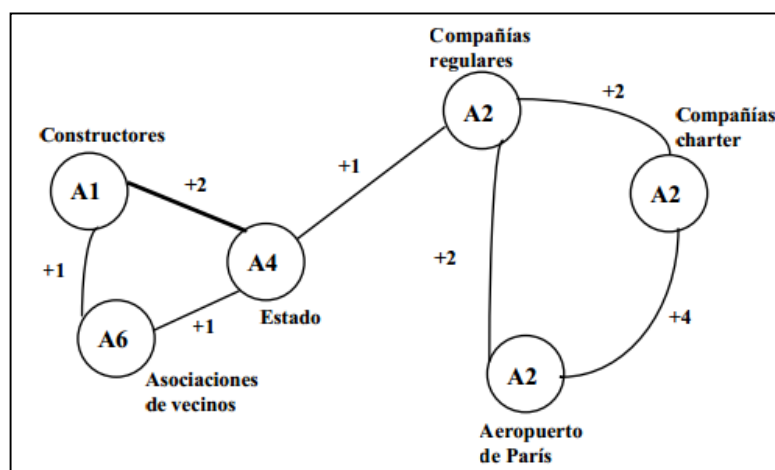 Compañías
regulares
A2
+2
Compañías
charter
A2
Constructores
A1
+2
+1
+1
A4
Estado
+1
A6
+1
Asociaciones
de vecinos
+2
+4
A2
Aeropuerto
de París